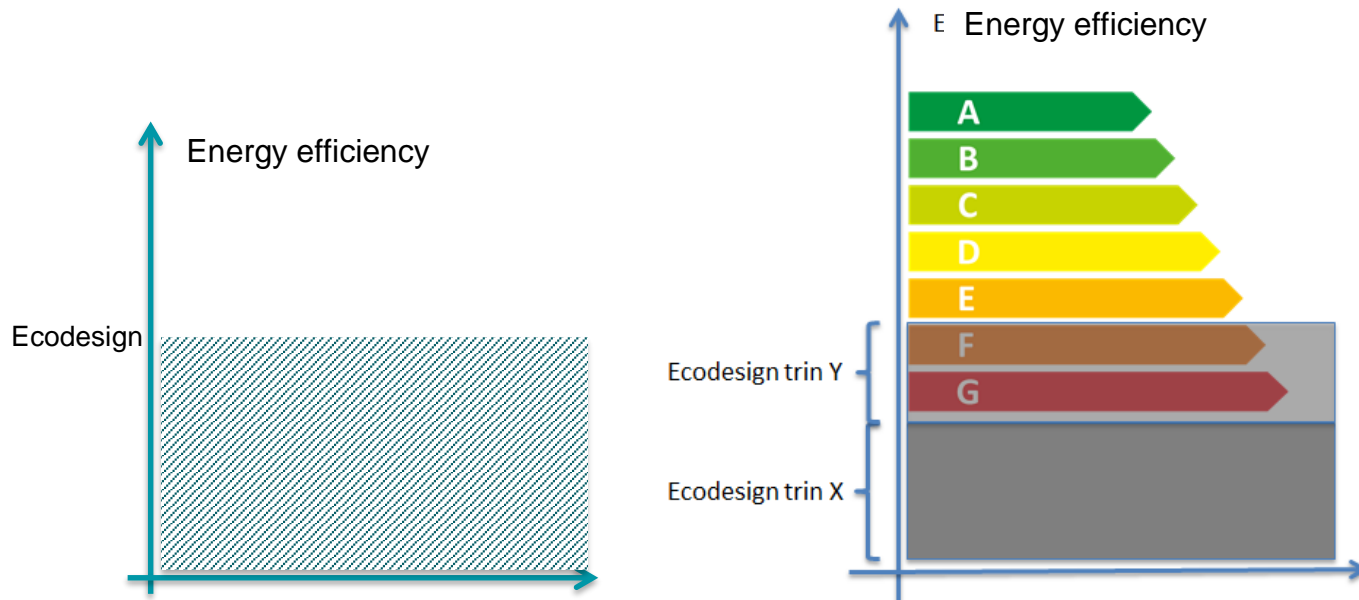 Energy efficiency
Ecodesign
E Energy efficiency
A
B
C
D
E
F
G
Ecodesign trin Y
Ecodesign trin X